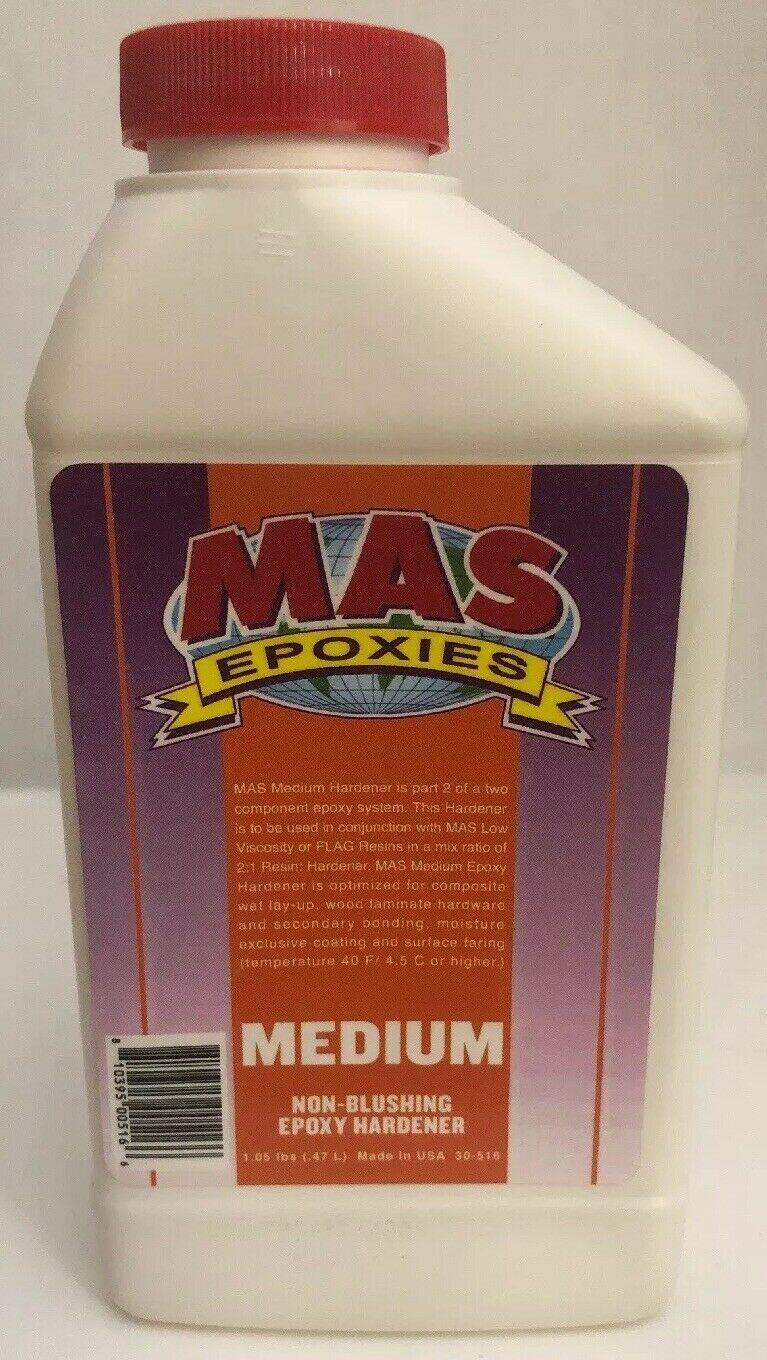 MAS
EPOXIES
MAS Medium Hardener is part 2 of a two
component epoxy system. This Hardener
is to be used in conjunction with MAS Low
Viscosity or FLAG Resins in a mix ratio of
2:1 Resin: Hardener. MAS Medium Epoxy
Hardener is optimized for composite
wet lay-up, wood laminate hardware
and secondary bonding, moisture
exclusive coating and surface faring
(temperature 40 F/ 4.5 C or higher.)
MEDIUM
NON-BLUSHING
EPOXY HARDENER
1.05 lbs (.47 L) Made in USA 30-516
8 10395 00516 6